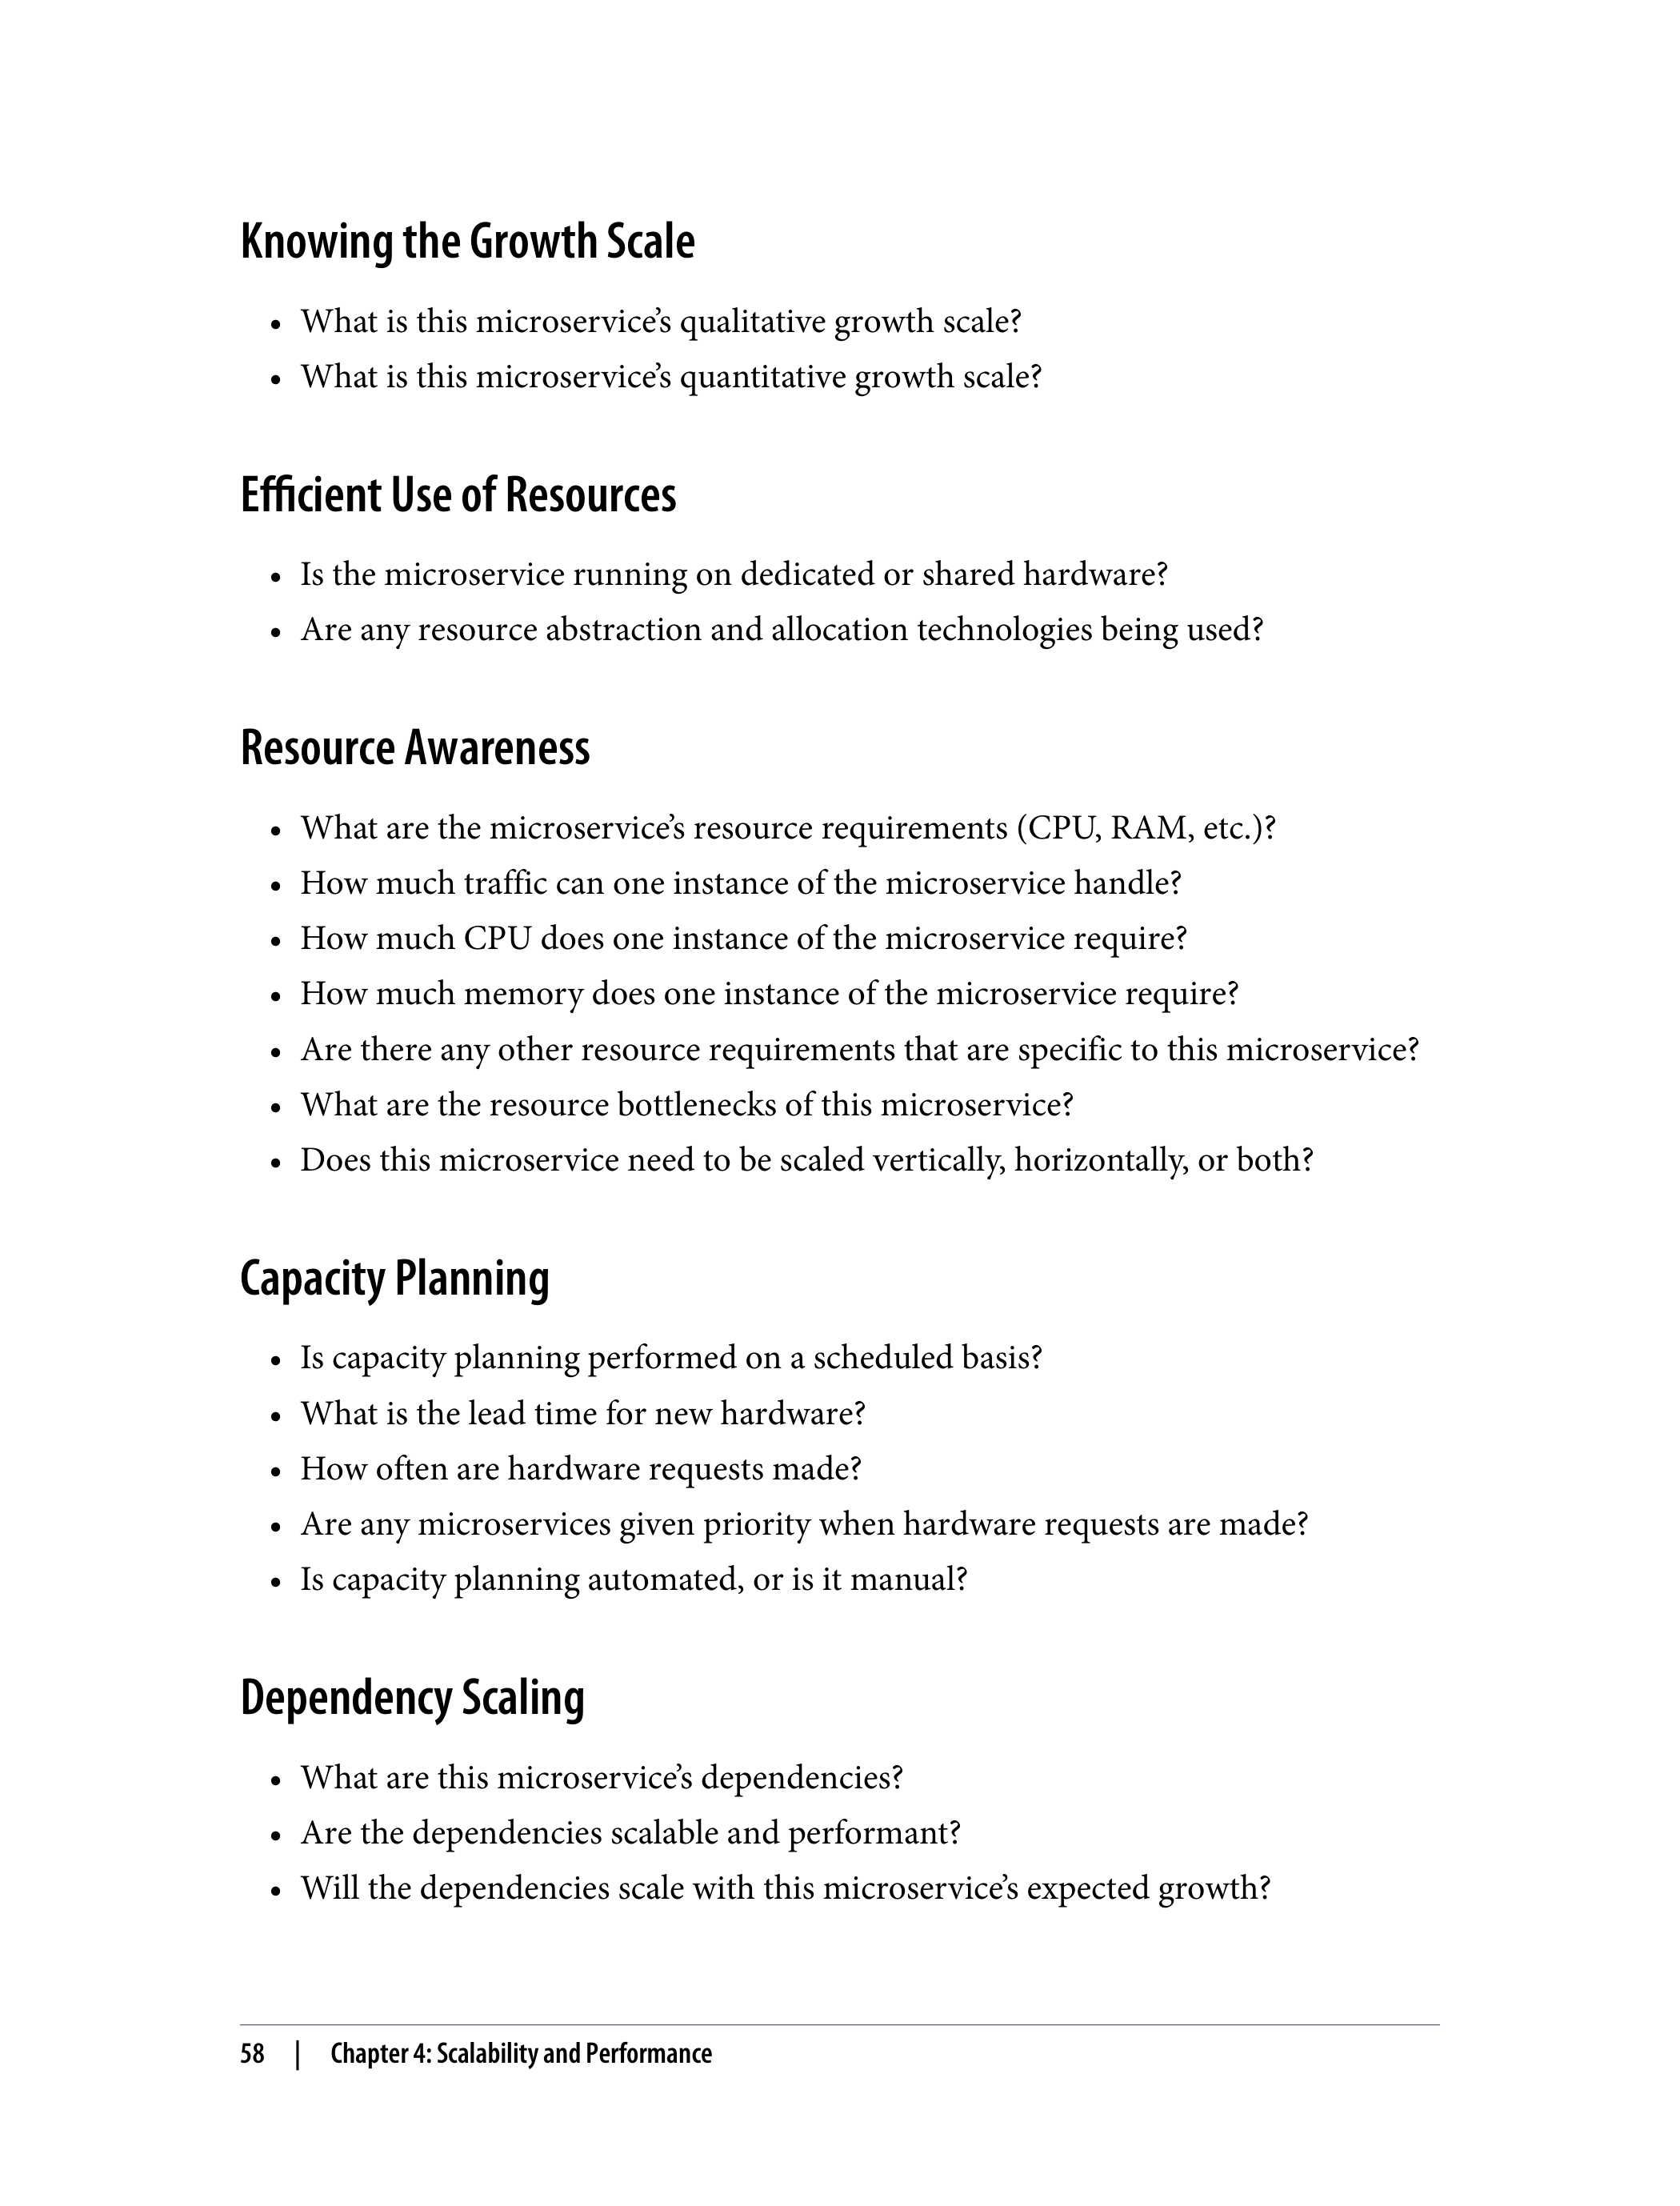 Knowing the Growth Scale
• What is this microservice’s qualitative growth scale?
• What is this microservice’s quantitative growth scale?
Efficient Use of Resources
• Is the microservice running on dedicated or shared hardware?
• Are any resource abstraction and allocation technologies being used?
Resource Awareness
• What are the microservice’s resource requirements (CPU, RAM, etc.)?
• How much traffic can one instance of the microservice handle?
• How much CPU does one instance of the microservice require?
• How much memory does one instance of the microservice require?
• Are there any other resource requirements that are specific to this microservice?
• What are the resource bottlenecks of this microservice?
• Does this microservice need to be scaled vertically, horizontally, or both?
Capacity Planning
• Is capacity planning performed on a scheduled basis?
• What is the lead time for new hardware?
• How often are hardware requests made?
• Are any microservices given priority when hardware requests are made?
• Is capacity planning automated, or is it manual?
Dependency Scaling
• What are this microservice’s dependencies?
• Are the dependencies scalable and performant?
• Will the dependencies scale with this microservice’s expected growth?
58 | Chapter 4: Scalability and Performance